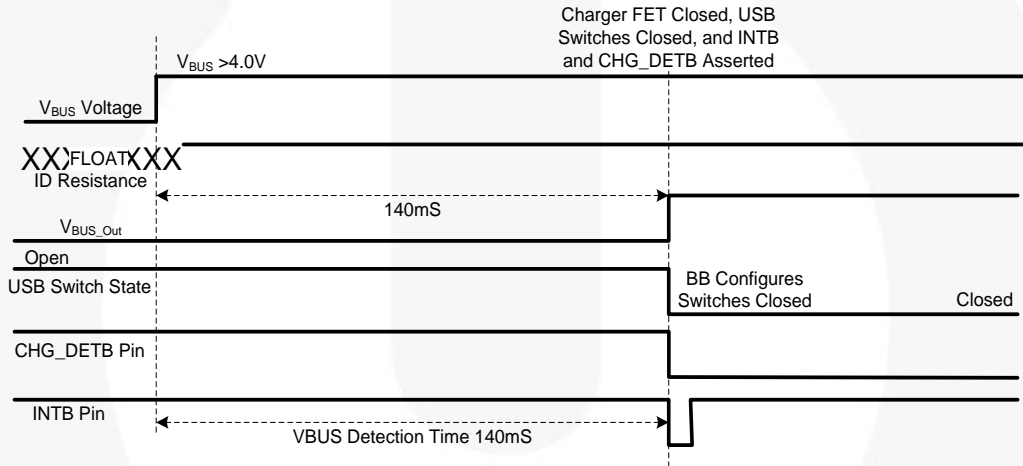 Charger FET Closed, USB
Switches Closed, and INTB
and CHG_DETB Asserted
VBUS >4.0V
VBUS Voltage
XXXFLOATXXX
ID Resistance
140mS
VBUS_Out
Open
USB Switch State
BB Configures
Switches Closed
Closed
CHG_DETB Pin
INTB Pin
VBUS Detection Time 140mS